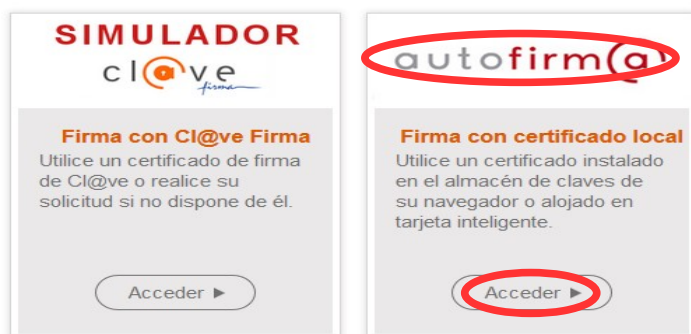 SIMULADOR
cl@ve
firma
Firma con Cl@ve Firma
Utilice un certificado de firma
de Cl@ve o realice su
solicitud si no dispone de él.
Acceder ►
autofirm@
Firma con certificado local
Utilice un certificado instalado
en el almacén de claves de
su navegador o alojado en
tarjeta inteligente.
Acceder ►